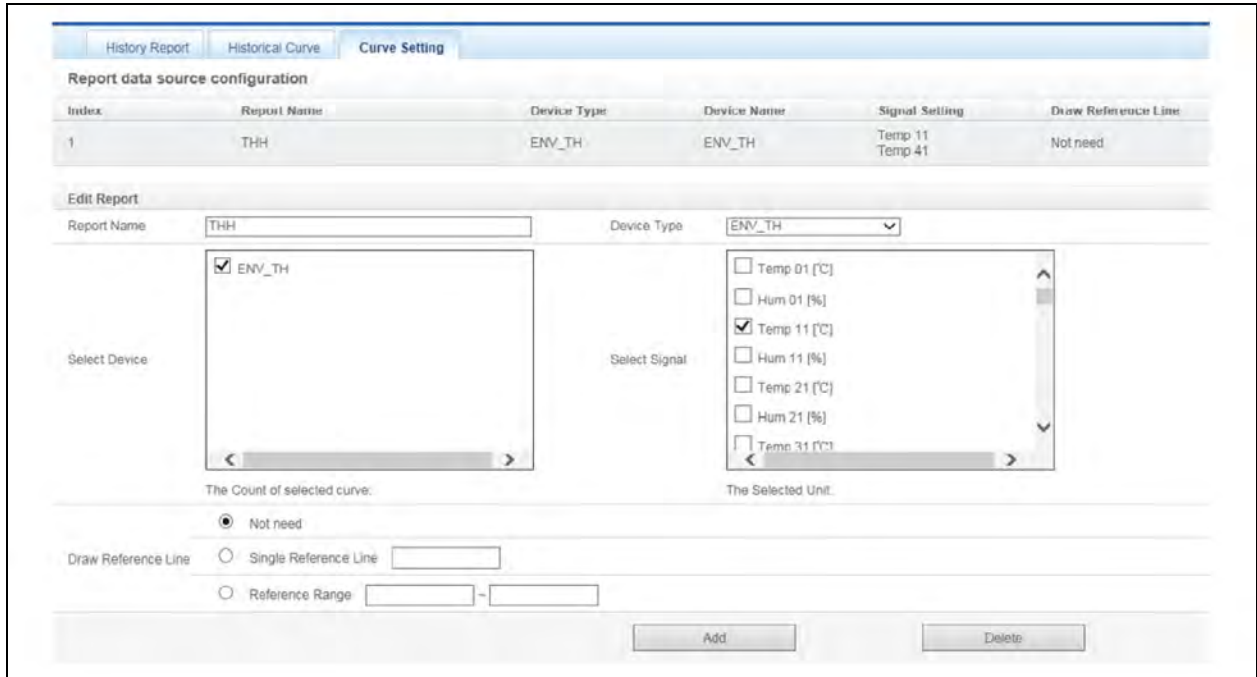 History Report Historical Curve Curve Setting
Report data source configuration
Index Report Name Device Type Device Name Signal Setting Draw Reference Line
1 THH ENV_TH ENV_TH Temp 11 Not need
Temp 41
Edit Report
Report Name THH Device Type ENV_TH
ENV_TH Temp 01 [℃]
Hum 01 [%]
Temp 11 [℃]
Select Device Select Signal Hum 11 [%]
Temp 21 [℃]
Hum 21 [%]
Temp 31 [℃]
The Count of selected curve: The Selected Unit:
Not need
Draw Reference Line Single Reference Line
Reference Range ~
Add Delete